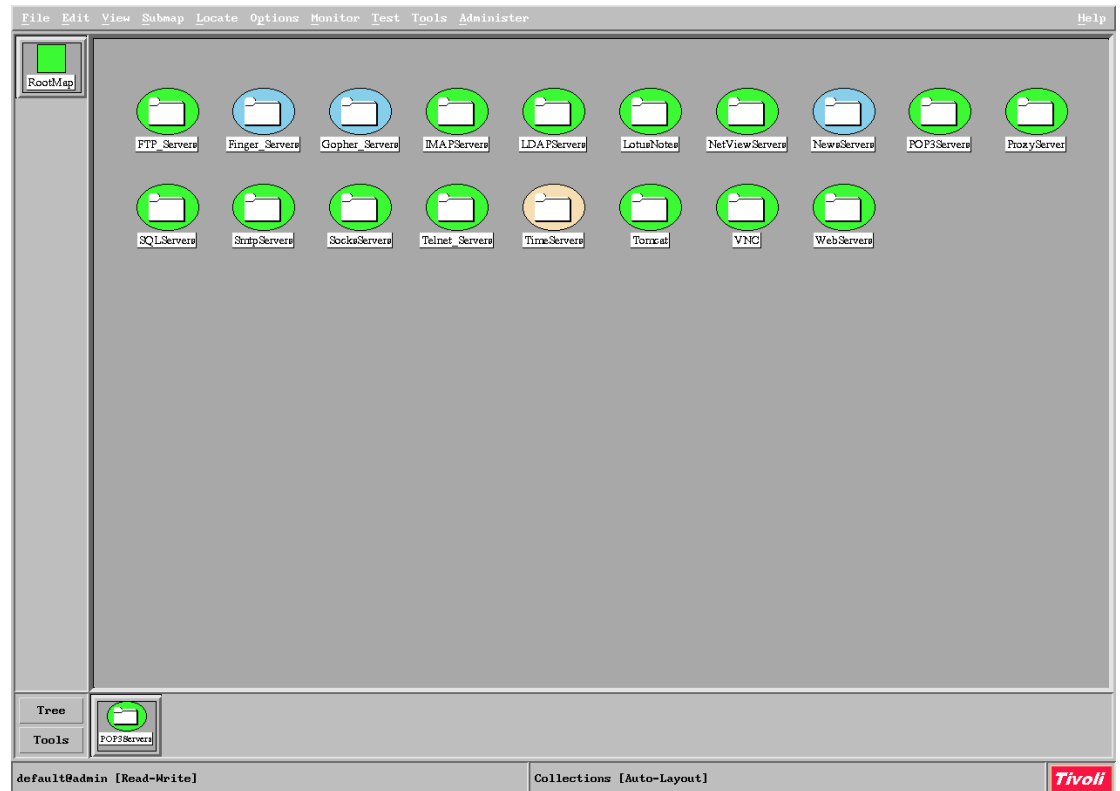 File Edit View Submap Locate Options Monitor Test Tools Administer Help
RootMap
FTP_Servers Finger_Servers Gopher_Servers IMAPServers LDAPServers LotusNotes NetViewServers NewsServers POP3Servers ProxyServer
SQLServers SmtpServers SocksServers Telnet_Servers TimeServers Tomcat VNC WebServers
Tree
Tools
POP3Servers
default@admin [Read-Write] Collections [Auto-Layout] Tivoli